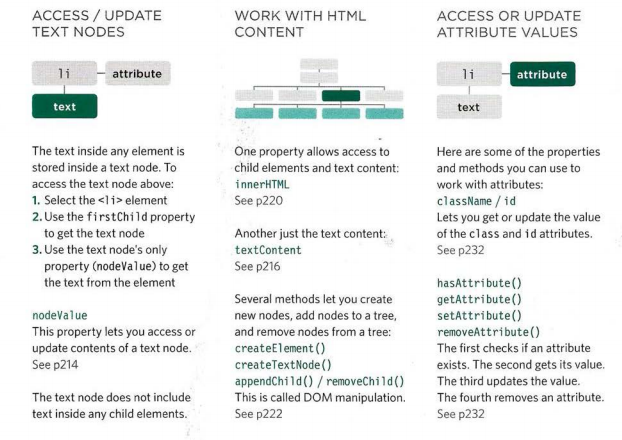 ACCESS / UPDATE
TEXT NODES
li
attribute
text
The text inside any element is
stored inside a text node. To
access the text node above:
1. Select the <li> element
2. Use the firstChild property
to get the text node
3. Use the text node's only
property (nodeValue) to get
the text from the element
nodeValue
This property lets you access or
update contents of a text node.
See p214
The text node does not include
text inside any child elements.
WORK WITH HTML
CONTENT
One property allows access to
child elements and text content:
innerHTML
See p220
Another just the text content:
textContent
See p216
Several methods let you create
new nodes, add nodes to a tree,
and remove nodes from a tree:
createElement()
createTextNode()
appendChild() / removeChild()
This is called DOM manipulation.
See p222
ACCESS OR UPDATE
ATTRIBUTE VALUES
li
attribute
text
Here are some of the properties
and methods you can use to
work with attributes:
className / id
Lets you get or update the value
of the class and id attributes.
See p232
hasAttribute()
getAttribute()
setAttribute()
removeAttribute()
The first checks if an attribute
exists. The second gets its value.
The third updates the value.
The fourth removes an attribute.
See p232